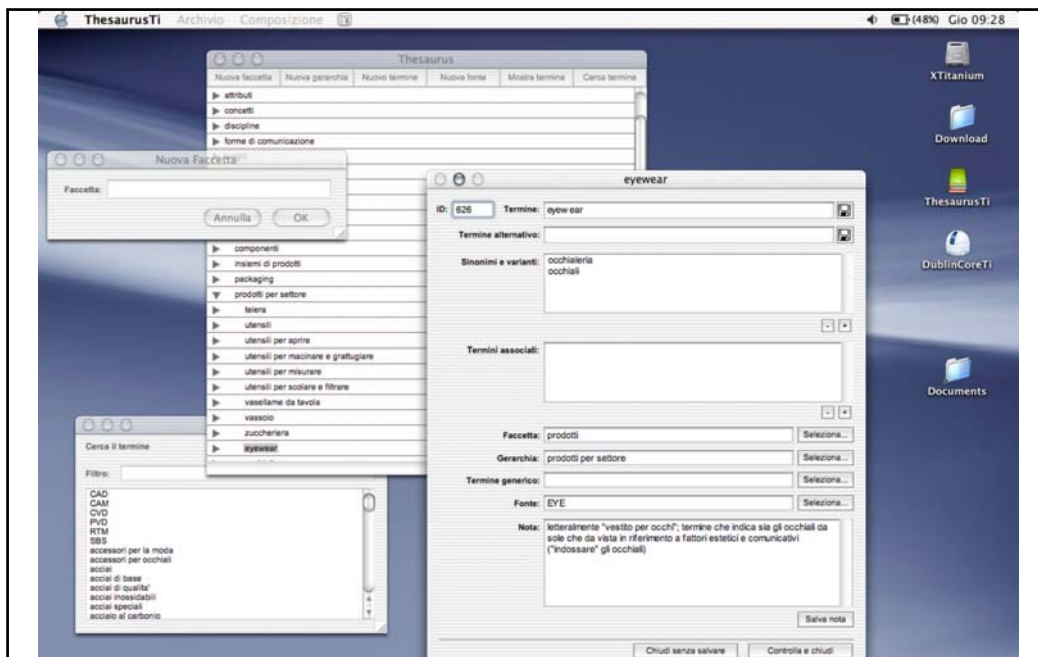 ThesaurusTi Archivio Composizione
(48%) Gio 09:28
Thesaurus
Nuova faccetta Nuova gerarchia Nuovo termine Nuova fonte Mostra termine Cerca termine
attributi
concetti
discipline
forme di comunicazione
Nuova Faccetta
Faccetta:
Annulla OK
componenti
insiemi di prodotti
packaging
prodotti per settore
teiera
utensili
utensili per aprire
utensili per macinare e grattugiare
utensili per misurare
utensili per scolare e filtrare
vasellame da tavola
vassoio
zuccheriera
eyewear
Cerca il termine
Filtro:
CAD
CAM
CVD
PVD
RTM
SBS
accessori per la moda
accessori per occhiali
acciai
acciai di base
acciai di qualita'
acciai inossidabili
acciai speciali
acciaio al carbonio
eyewear
ID: 626 Termine: eyewear
Termine alternativo:
Sinonimi e varianti: occhialeria
occhiali
- +
Termini associati:
- +
Faccetta: prodotti Seleziona...
Gerarchia: prodotti per settore Seleziona...
Termine generico: Seleziona...
Fonte: EYE Seleziona...
Nota: letteralmente "vestito per occhi"; termine che indica sia gli occhiali da
sole che da vista in riferimento a fattori estetici e comunicativi
("indossare" gli occhiali)
Salva nota
Chiudi senza salvare Controlla e chiudi
XTitanium
Download
ThesaurusTi
DublinCoreTi
Documents